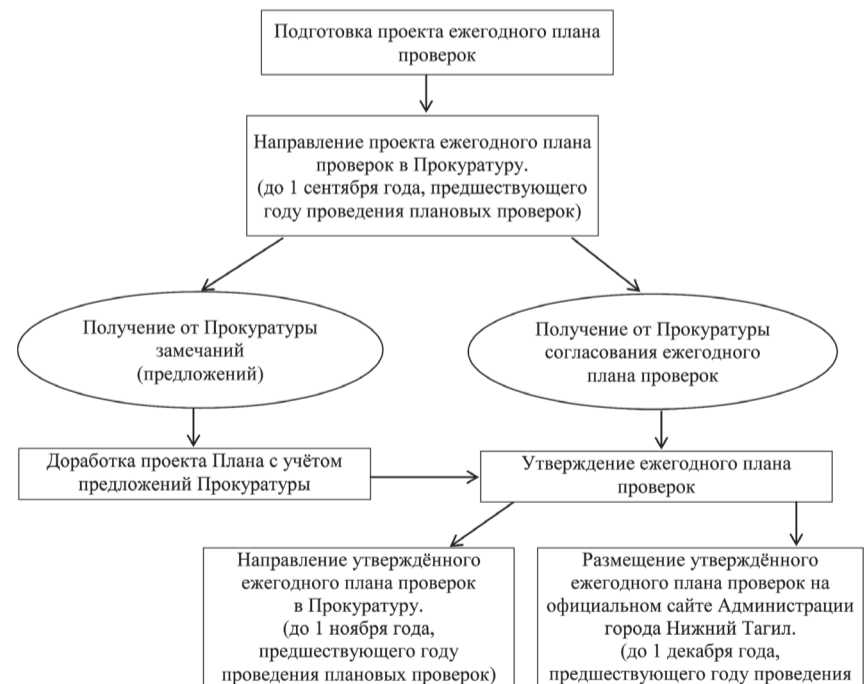 Подготовка проекта ежегодного плана
проверок
Направление проекта ежегодного плана
проверок в Прокуратуру.
(до 1 сентября года, предшествующего
году проведения плановых проверок)
Получение от Прокуратуры
замечаний
(предложений)
Получение от Прокуратуры
согласования ежегодного
плана проверок
Доработка проекта Плана с учётом
предложений Прокуратуры
Утверждение ежегодного плана
проверок
Направление утверждённого
ежегодного плана проверок
в Прокуратуру.
(до 1 ноября года,
предшествующего году
проведения плановых проверок)
Размещение утверждённого
ежегодного плана проверок на
официальном сайте Администрации
города Нижний Тагил.
(до 1 декабря года,
предшествующего году проведения